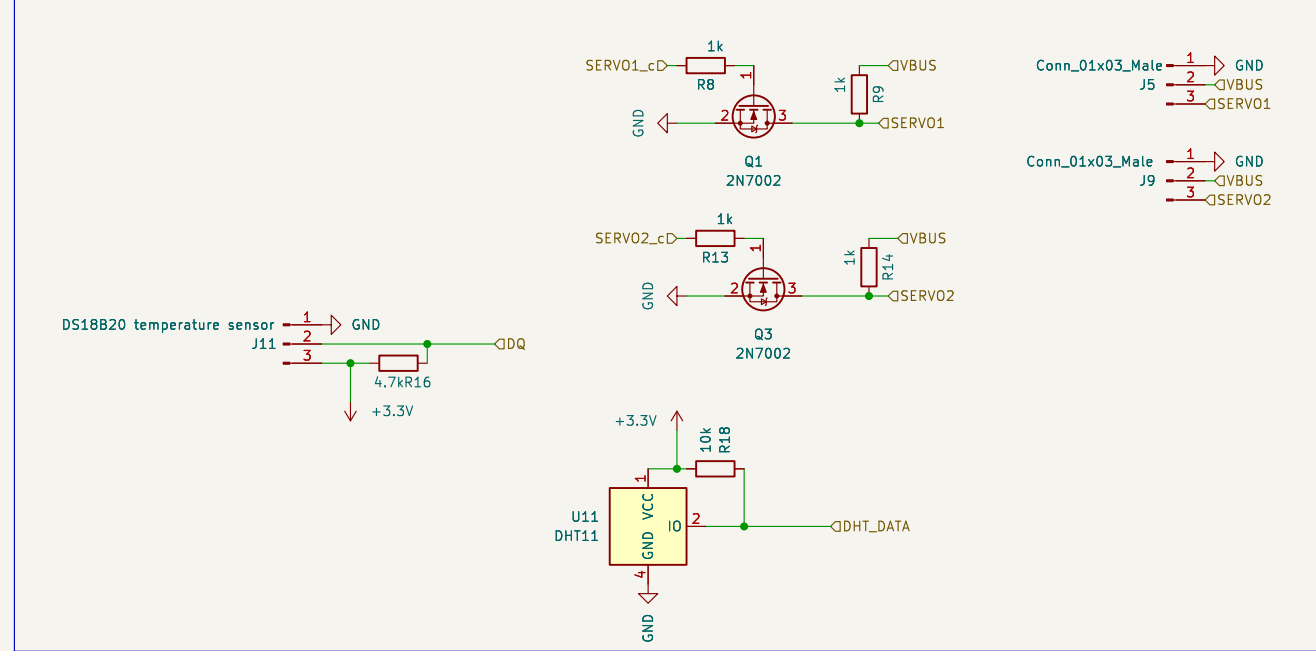 1k
SERVO1_c
R8
1
GND
2
3
Q1
2N7002
1k
R9
VBUS
SERVO1
Conn_01x03_Male
J5
1
GND
2
VBUS
3
SERVO1
Conn_01x03_Male
J9
1
GND
2
VBUS
3
SERVO2
1k
SERVO2_c
R13
1
GND
2
3
Q3
2N7002
1k
R14
VBUS
SERVO2
DS18B20 temperature sensor
J11
1
GND
2
DQ
3
4.7kR16
+3.3V
+3.3V
10k
R18
1
VCC
U11
DHT11
IO
2
DHT_DATA
GND
4
GND